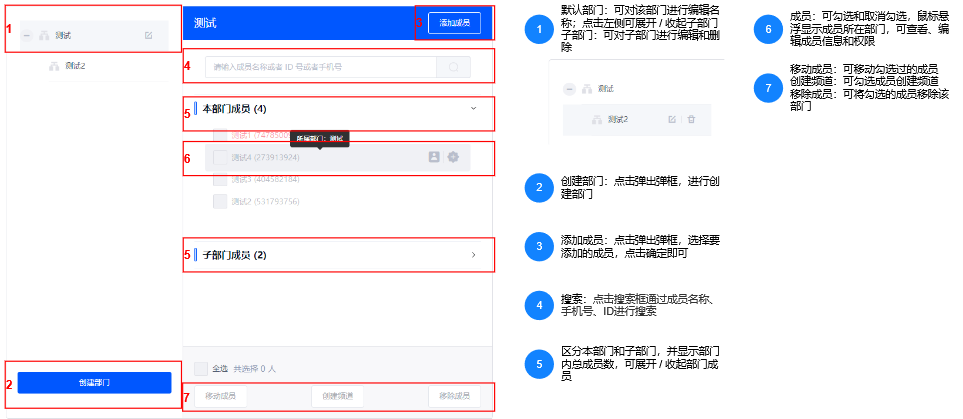 1
测试
测试2
2
创建部门
测试
3
添加成员
4
请输入成员名称或者 ID 号或者手机号
5
本部门成员 (4)
所属部门：测试
6
测试4 (273913924)
测试3 (404582184)
测试2 (531793756)
5
子部门成员 (2)
全选 共选择 0 人
7
移动成员
创建频道
移除成员
1
默认部门：可对该部门进行编辑名
称；点击左侧可展开 / 收起子部门
子部门：可对子部门进行编辑和删
除
测试
测试2
2
创建部门：点击弹出弹框，进行创
建部门
3
添加成员：点击弹出弹框，选择要
添加的成员，点击确定即可
4
搜索：点击搜索框通过成员名称、
手机号、ID进行搜索
5
区分本部门和子部门，并显示部门
内总成员数，可展开 / 收起部门成
员
6
成员：可勾选和取消勾选，鼠标悬
浮显示成员所在部门，可查看、编
辑成员信息和权限
7
移动成员：可移动勾选过的成员
创建频道：可勾选成员创建频道
移除成员：可将勾选的成员移除该
部门